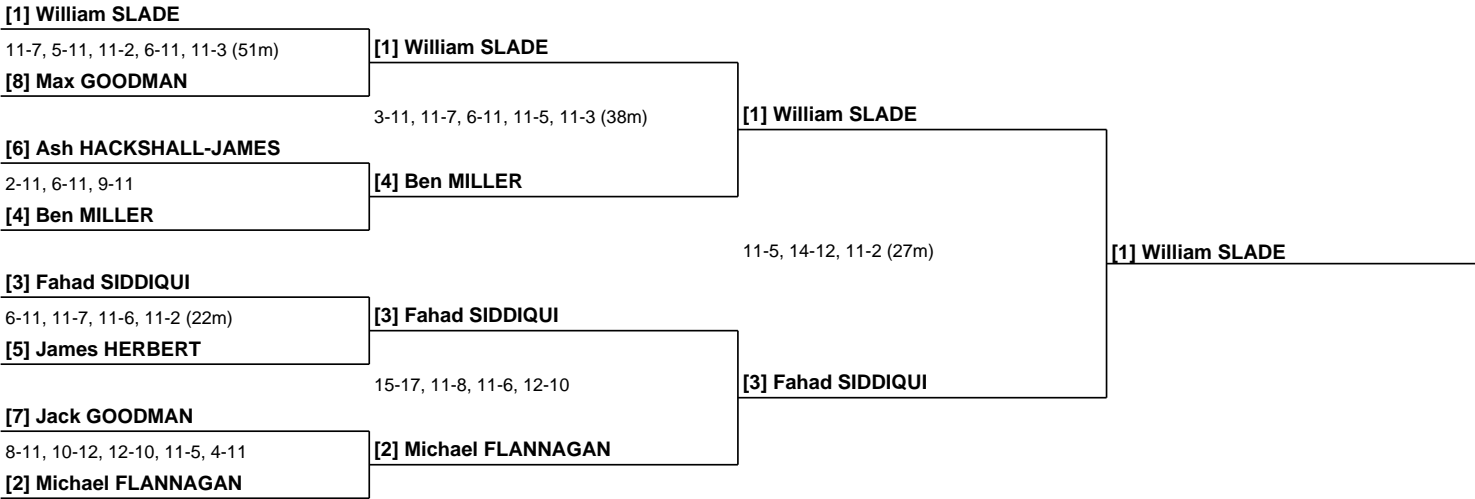 [1] William SLADE
11-7, 5-11, 11-2, 6-11, 11-3 (51m)
[1] William SLADE
[8] Max GOODMAN
3-11, 11-7, 6-11, 11-5, 11-3 (38m)
[1] William SLADE
[6] Ash HACKSHALL-JAMES
2-11, 6-11, 9-11
[4] Ben MILLER
[4] Ben MILLER
11-5, 14-12, 11-2 (27m)
[1] William SLADE
[3] Fahad SIDDIQUI
6-11, 11-7, 11-6, 11-2 (22m)
[3] Fahad SIDDIQUI
[5] James HERBERT
15-17, 11-8, 11-6, 12-10
[3] Fahad SIDDIQUI
[7] Jack GOODMAN
8-11, 10-12, 12-10, 11-5, 4-11
[2] Michael FLANNAGAN
[2] Michael FLANNAGAN